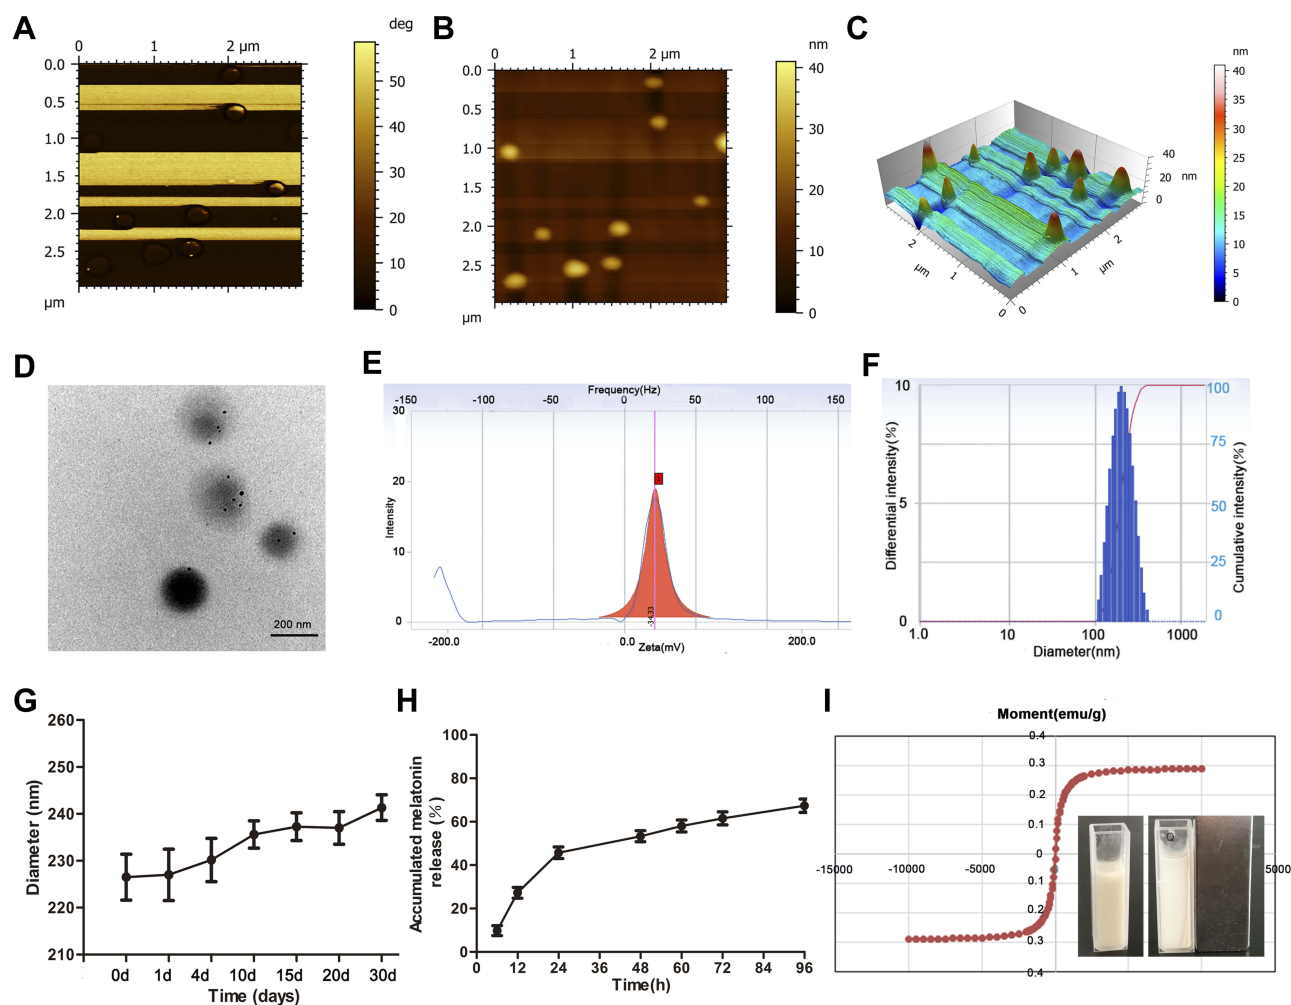 A
deg
0 1 2 µm
0.0
0.5
1.0
1.5
2.0
2.5
µm
50
40
30
20
10
0
B
nm
0 1 2 µm
0.0
0.5
1.0
1.5
2.0
2.5
µm
40
30
20
10
0
C
nm
40
35
30
25
20
15
10
5
0
40
20 nm
0
2
µm
1
0
0
1
µm
2
D
200 nm
E
Frequency(Hz)
-150 -100 -50 0 50 100 150
30
20
10
0
Intensity
-34.33
-200.0 0.0 200.0
Zeta(mV)
F
10
5
0
Differential intensity(%)
100
75
50
25
0
Cumulative intensity(%)
1.0 10 100 1000
Diameter(nm)
G
260
250
240
230
220
210
Diameter (nm)
0d 1d 4d 10d 15d 20d 30d
Time (days)
H
100
80
60
40
20
0
Accumulated melatonin
release (%)
0 12 24 36 48 60 72 84 96
Time(h)
I
Moment(emu/g)
0.4
0.3
0.2
0.1
0
0.1
0.2
0.3
0.4
-15000 -10000 -5000 5000